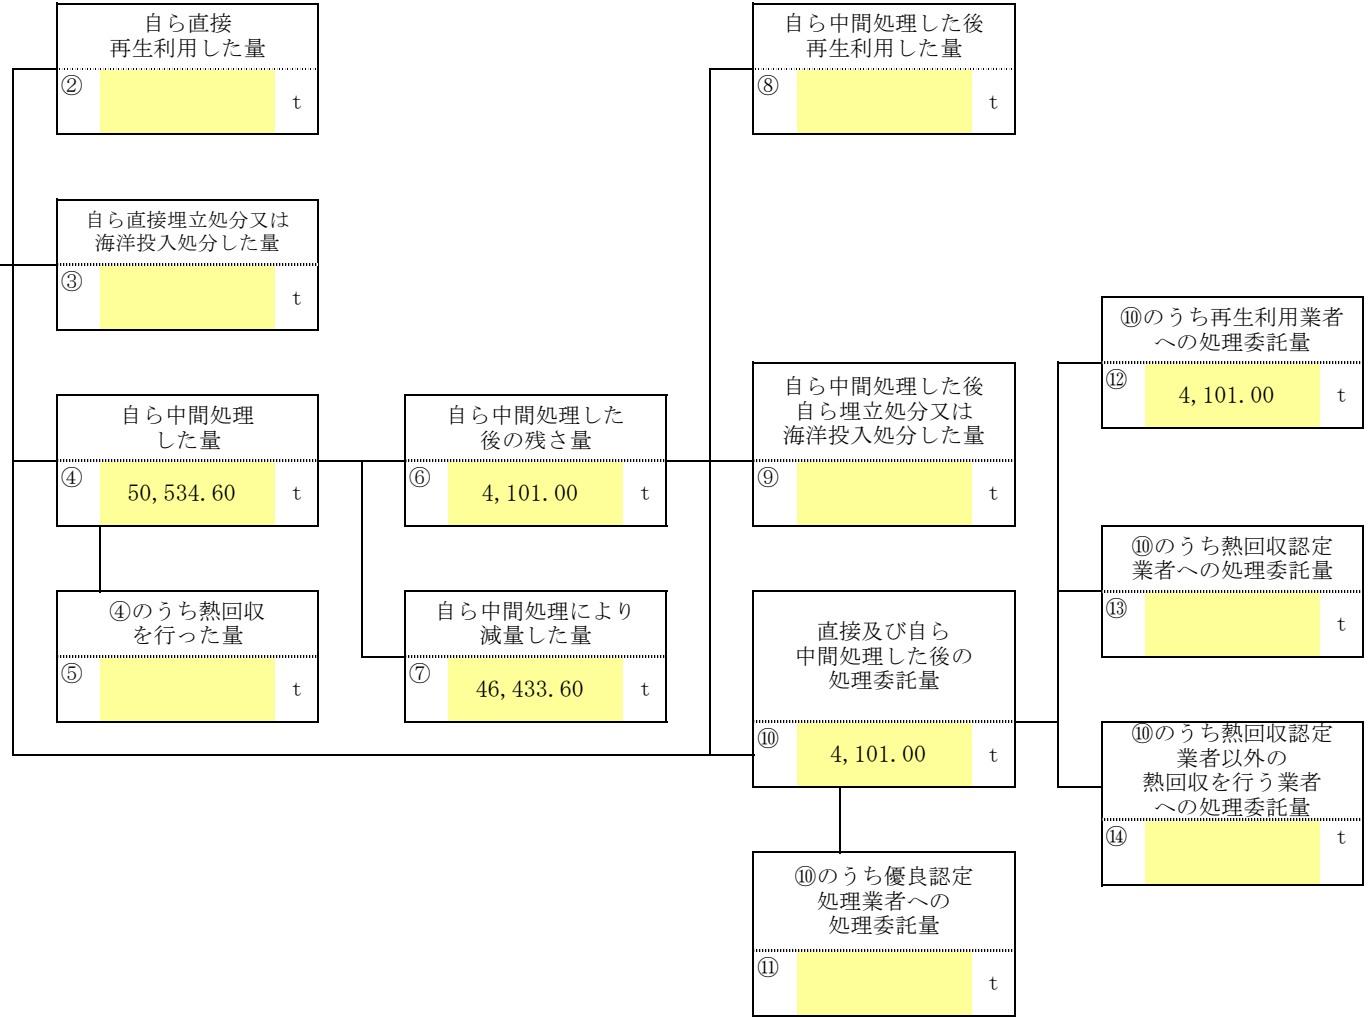 自ら直接
再生利用した量
②
t
自ら中間処理した後
再生利用した量
⑧
t
自ら直接埋立処分又は
海洋投入処分した量
③
t
⑩のうち再生利用業者
への処理委託量
⑫
4,101.00
t
自ら中間処理した後
自ら埋立処分又は
海洋投入処分した量
⑨
t
自ら中間処理
した量
④
50,534.60
t
自ら中間処理した
後の残さ量
⑥
4,101.00
t
⑩のうち熱回収認定
業者への処理委託量
⑬
t
④のうち熱回収
を行った量
⑤
t
自ら中間処理により
減量した量
⑦
46,433.60
t
直接及び自ら
中間処理した後の
処理委託量
⑩
4,101.00
t
⑩のうち熱回収認定
業者以外の
熱回収を行う業者
への処理委託量
⑭
t
⑩のうち優良認定
処理業者への
処理委託量
⑪
t